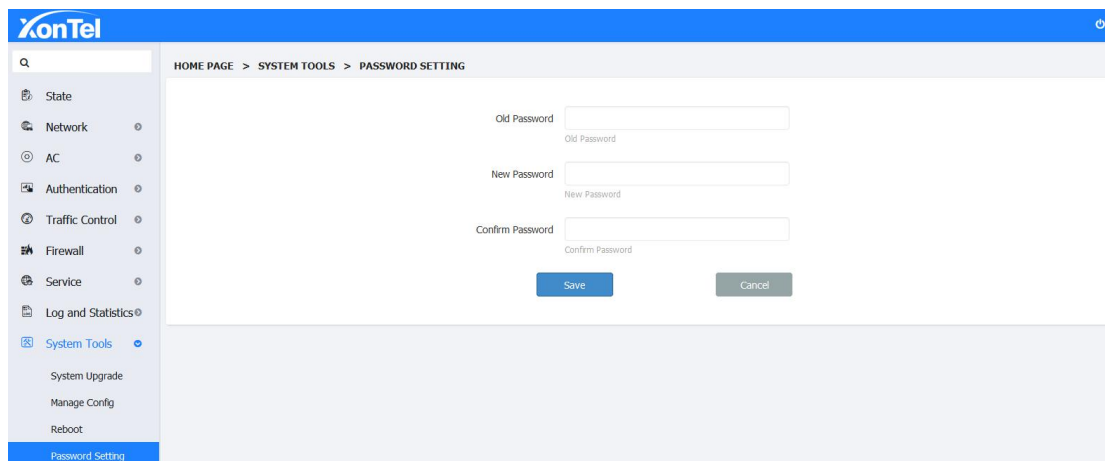 XonTel
HOME PAGE > SYSTEM TOOLS > PASSWORD SETTING
State
Network
AC
Authentication
Traffic Control
Firewall
Service
Log and Statistics
System Tools
System Upgrade
Manage Config
Reboot
Password Setting
Old Password
Old Password
New Password
New Password
Confirm Password
Confirm Password
Save Cancel